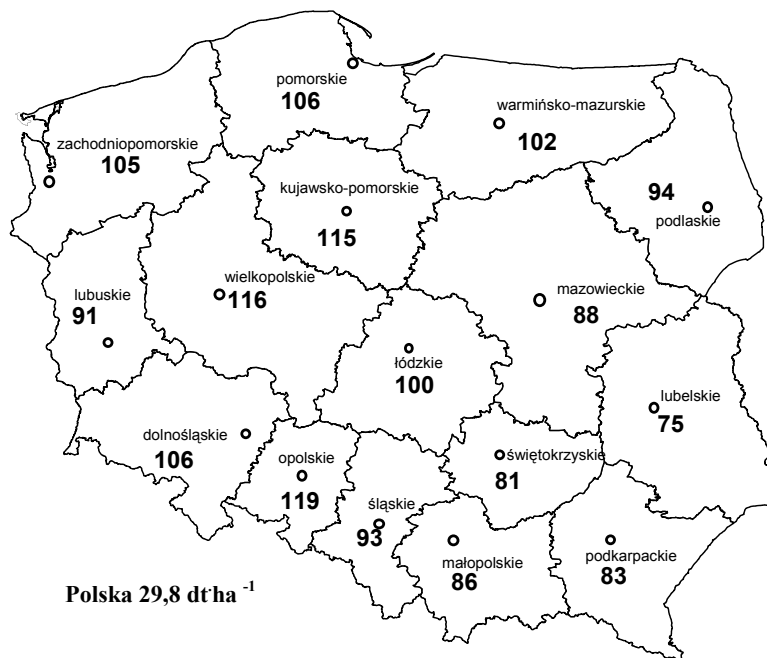 pomorskie
106
warmińsko-mazurskie
102
zachodniopomorskie
105
kujawsko-pomorskie
115
94
podlaskie
wielkopolskie
116
lubuskie
91
mazowieckie
88
łódzkie
100
lubelskie
75
dolnośląskie
106
opolskie
119
świętokrzyskie
81
śląskie
93
małopolskie
86
podkarpackie
83
Polska 29,8 dt·ha -1